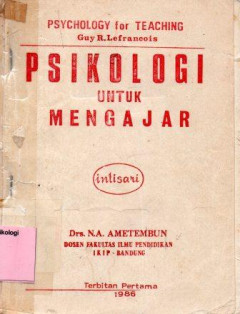 PSYCHOLOGY for TEACHING
Guy R.Lefrancois
PSIKOLOGI
UNTUK
MENGAJAR
intisari
Drs. N.A. AMETEMBUN
DOSEN FAKULTAS ILMU PENDIDIKAN
IKIP - BANDUNG
Terbitan Pertama
1986
ikologi